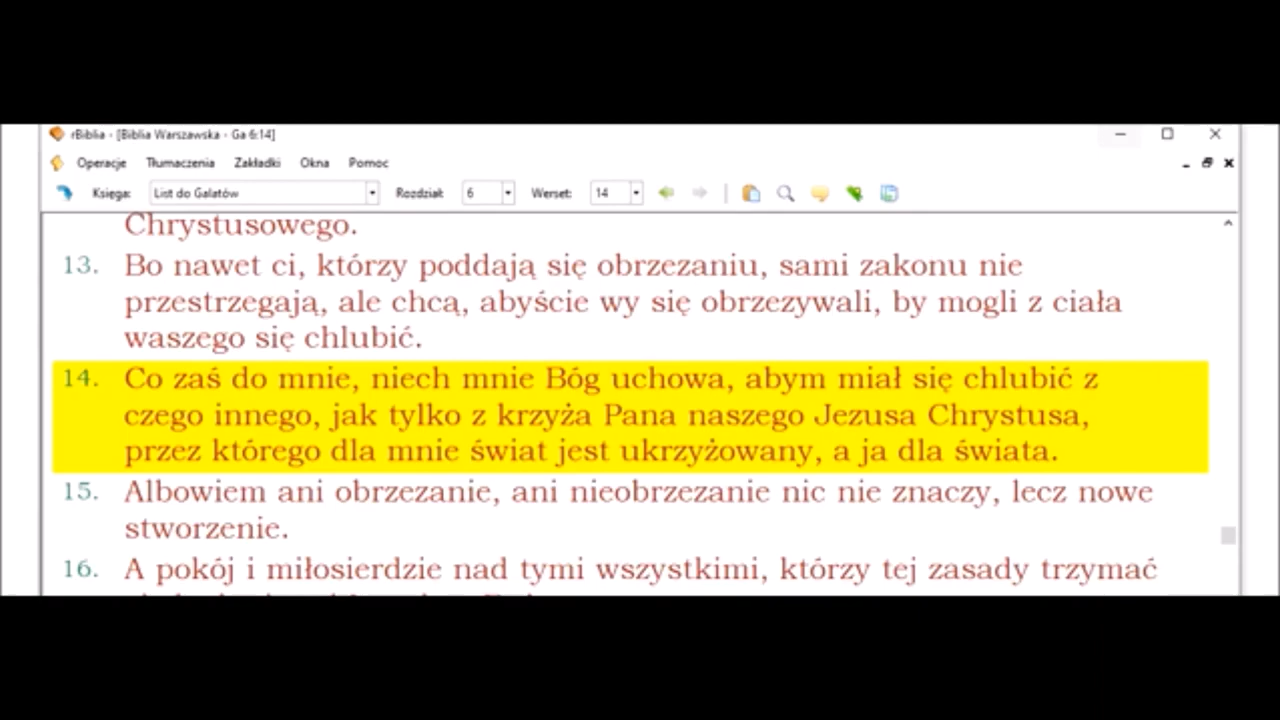 rBiblia - [Biblia Warszawska - Ga 6:14]
Operacje Tłumaczenia Zakładki Okna Pomoc
Księga: List do Galatów Rozdział: 6 Werset: 14
Chrystusowego.
13. Bo nawet ci, którzy poddają się obrzezaniu, sami zakonu nie
przestrzegają, ale chcą, abyście wy się obrzezywali, by mogli z ciała
waszego się chlubić.
14. Co zaś do mnie, niech mnie Bóg uchowa, abym miał się chlubić z
czego innego, jak tylko z krzyża Pana naszego Jezusa Chrystusa,
przez którego dla mnie świat jest ukrzyżowany, a ja dla świata.
15. Albowiem ani obrzezanie, ani nieobrzezanie nic nie znaczy, lecz nowe
stworzenie.
16. A pokój i miłosierdzie nad tymi wszystkimi, którzy tej zasady trzymać